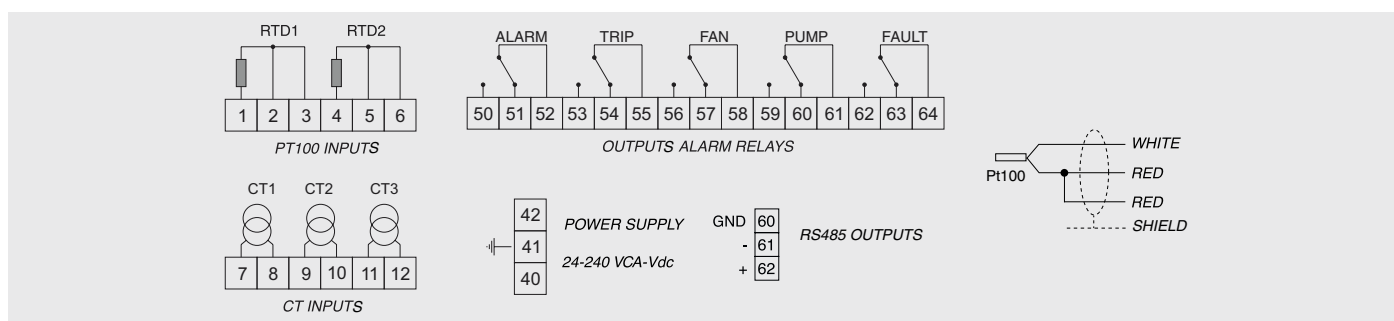 RTD1 RTD2
1 2 3 4 5 6
PT100 INPUTS
ALARM TRIP FAN PUMP FAULT
50 51 52 53 54 55 56 57 58 59 60 61 62 63 64
OUTPUTS ALARM RELAYS
Pt100
WHITE
RED
RED
SHIELD
CT1 CT2 CT3
7 8 9 10 11 12
CT INPUTS
42
41
40
POWER SUPPLY
24-240 VCA-Vdc
GND 60
- 61
+ 62
RS485 OUTPUTS